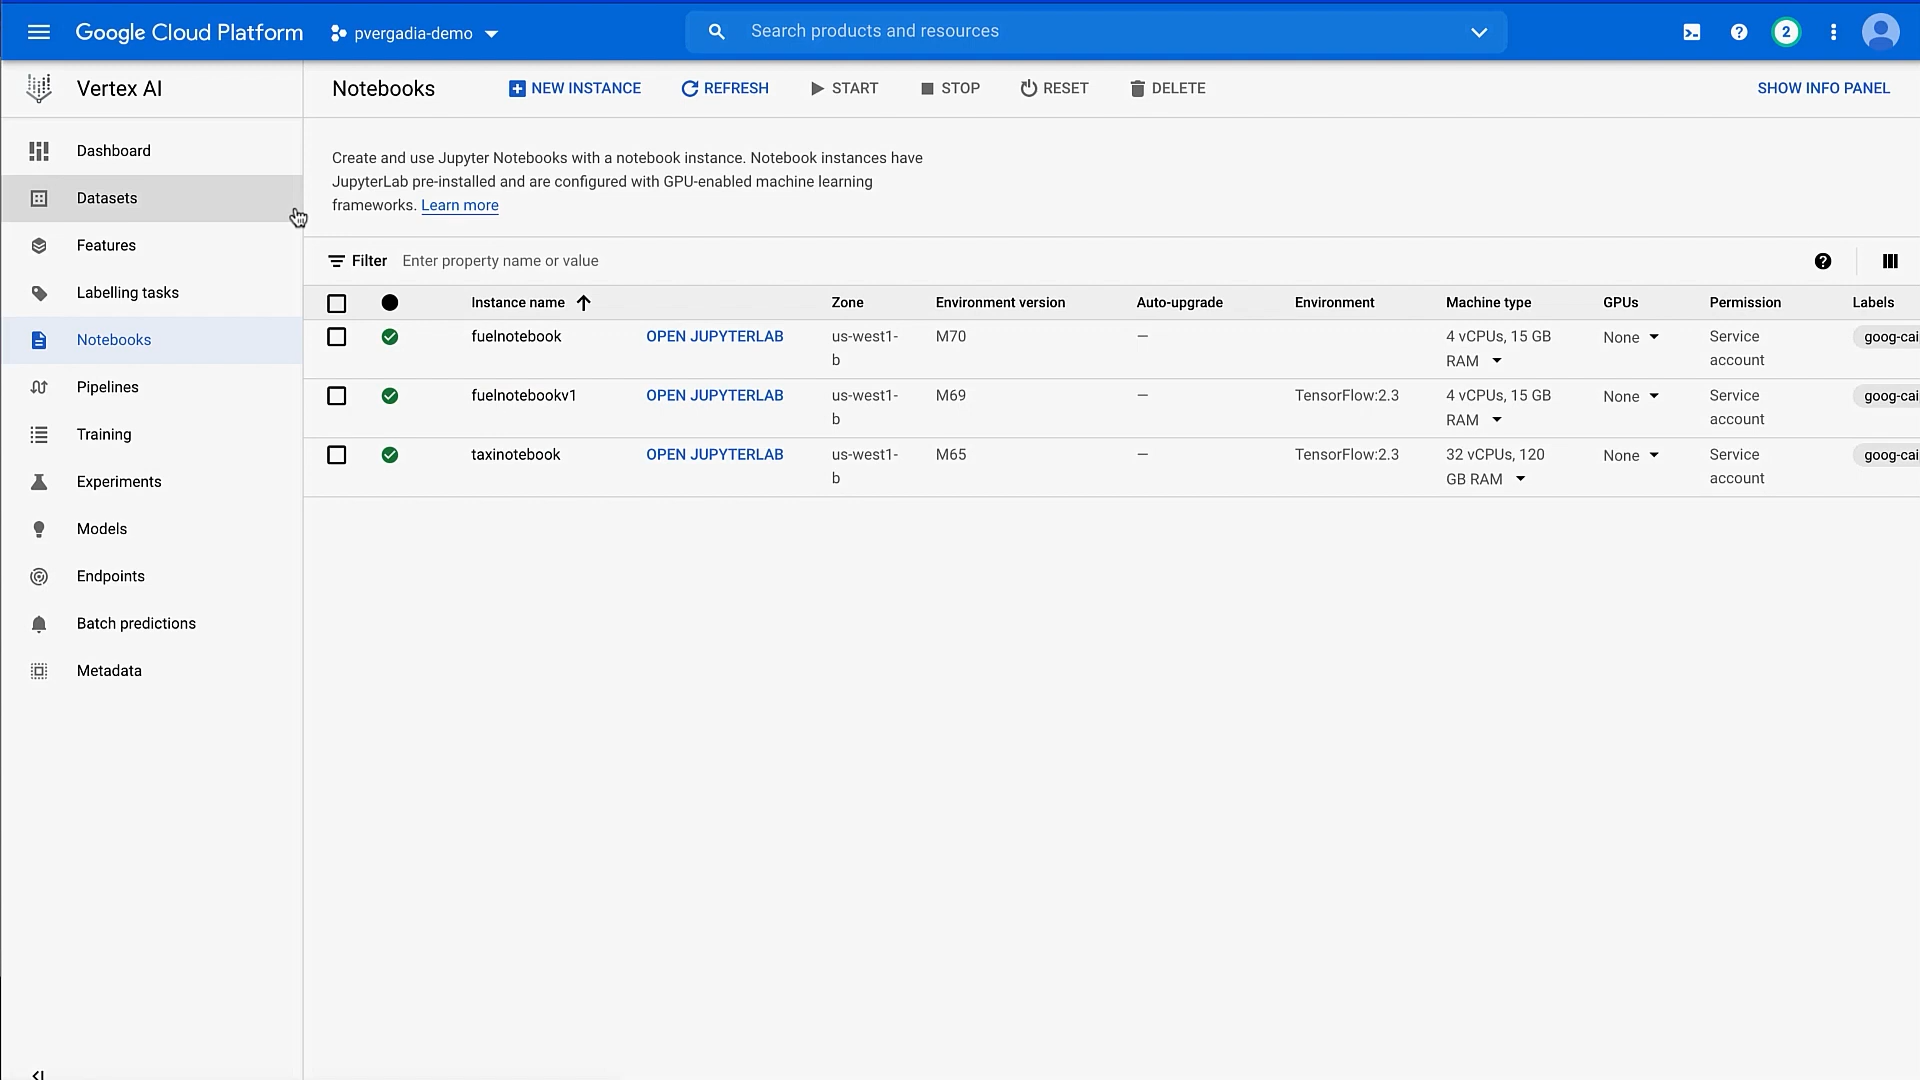 Google Cloud Platform
pvergadia-demo
Search products and resources
2
Vertex AI
Notebooks
NEW INSTANCE
REFRESH
START
STOP
RESET
DELETE
SHOW INFO PANEL
Dashboard
Datasets
Features
Labelling tasks
Notebooks
Pipelines
Training
Experiments
Models
Endpoints
Batch predictions
Metadata
Create and use Jupyter Notebooks with a notebook instance. Notebook instances have
JupyterLab pre-installed and are configured with GPU-enabled machine learning
frameworks. Learn more
Filter Enter property name or value
Instance name Zone Environment version Auto-upgrade Environment Machine type GPUs Permission Labels
fuelnotebook OPEN JUPYTERLAB us-west1- M70 — 4 vCPUs, 15 GB None Service goog-cai
b RAM account
fuelnotebookv1 OPEN JUPYTERLAB us-west1- M69 — TensorFlow:2.3 4 vCPUs, 15 GB None Service goog-cai
b RAM account
taxinotebook OPEN JUPYTERLAB us-west1- M65 — TensorFlow:2.3 32 vCPUs, 120 None Service goog-cai
b GB RAM account